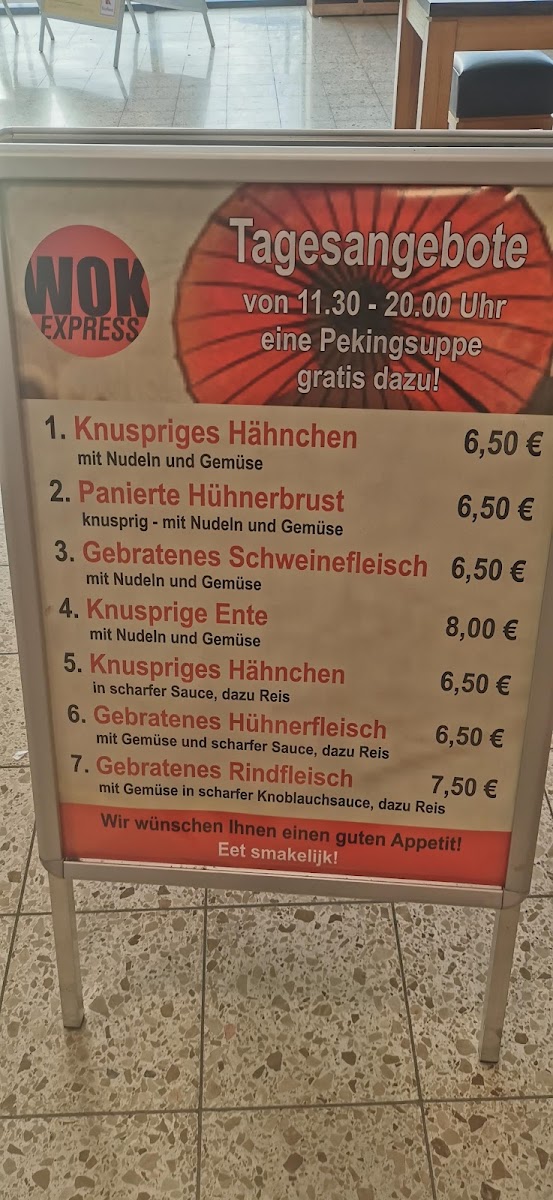 WOK
EXPRESS
Tagesangebote
von 11.30 - 20.00 Uhr
eine Pekingsuppe
gratis dazu!
1. Knuspriges Hähnchen 6,50 €
mit Nudeln und Gemüse
2. Panierte Hühnerbrust 6,50 €
knusprig - mit Nudeln und Gemüse
3. Gebratenes Schweinefleisch 6,50 €
mit Nudeln und Gemüse
4. Knusprige Ente 8,00 €
mit Nudeln und Gemüse
5. Knuspriges Hähnchen 6,50 €
in scharfer Sauce, dazu Reis
6. Gebratenes Hühnerfleisch 6,50 €
mit Gemüse und scharfer Sauce, dazu Reis
7. Gebratenes Rindfleisch 7,50 €
mit Gemüse in scharfer Knoblauchsauce, dazu Reis
Wir wünschen Ihnen einen guten Appetit!
Eet smakelijk!